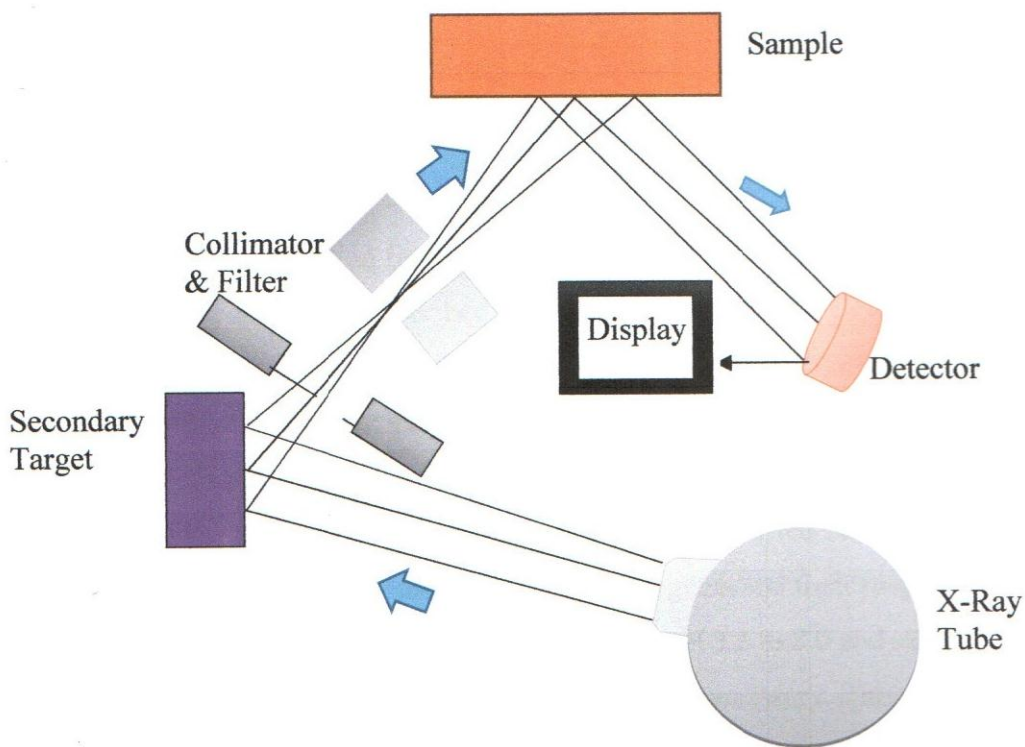 Sample
Collimator
& Filter
Display
Detector
Secondary
Target
X-Ray
Tube